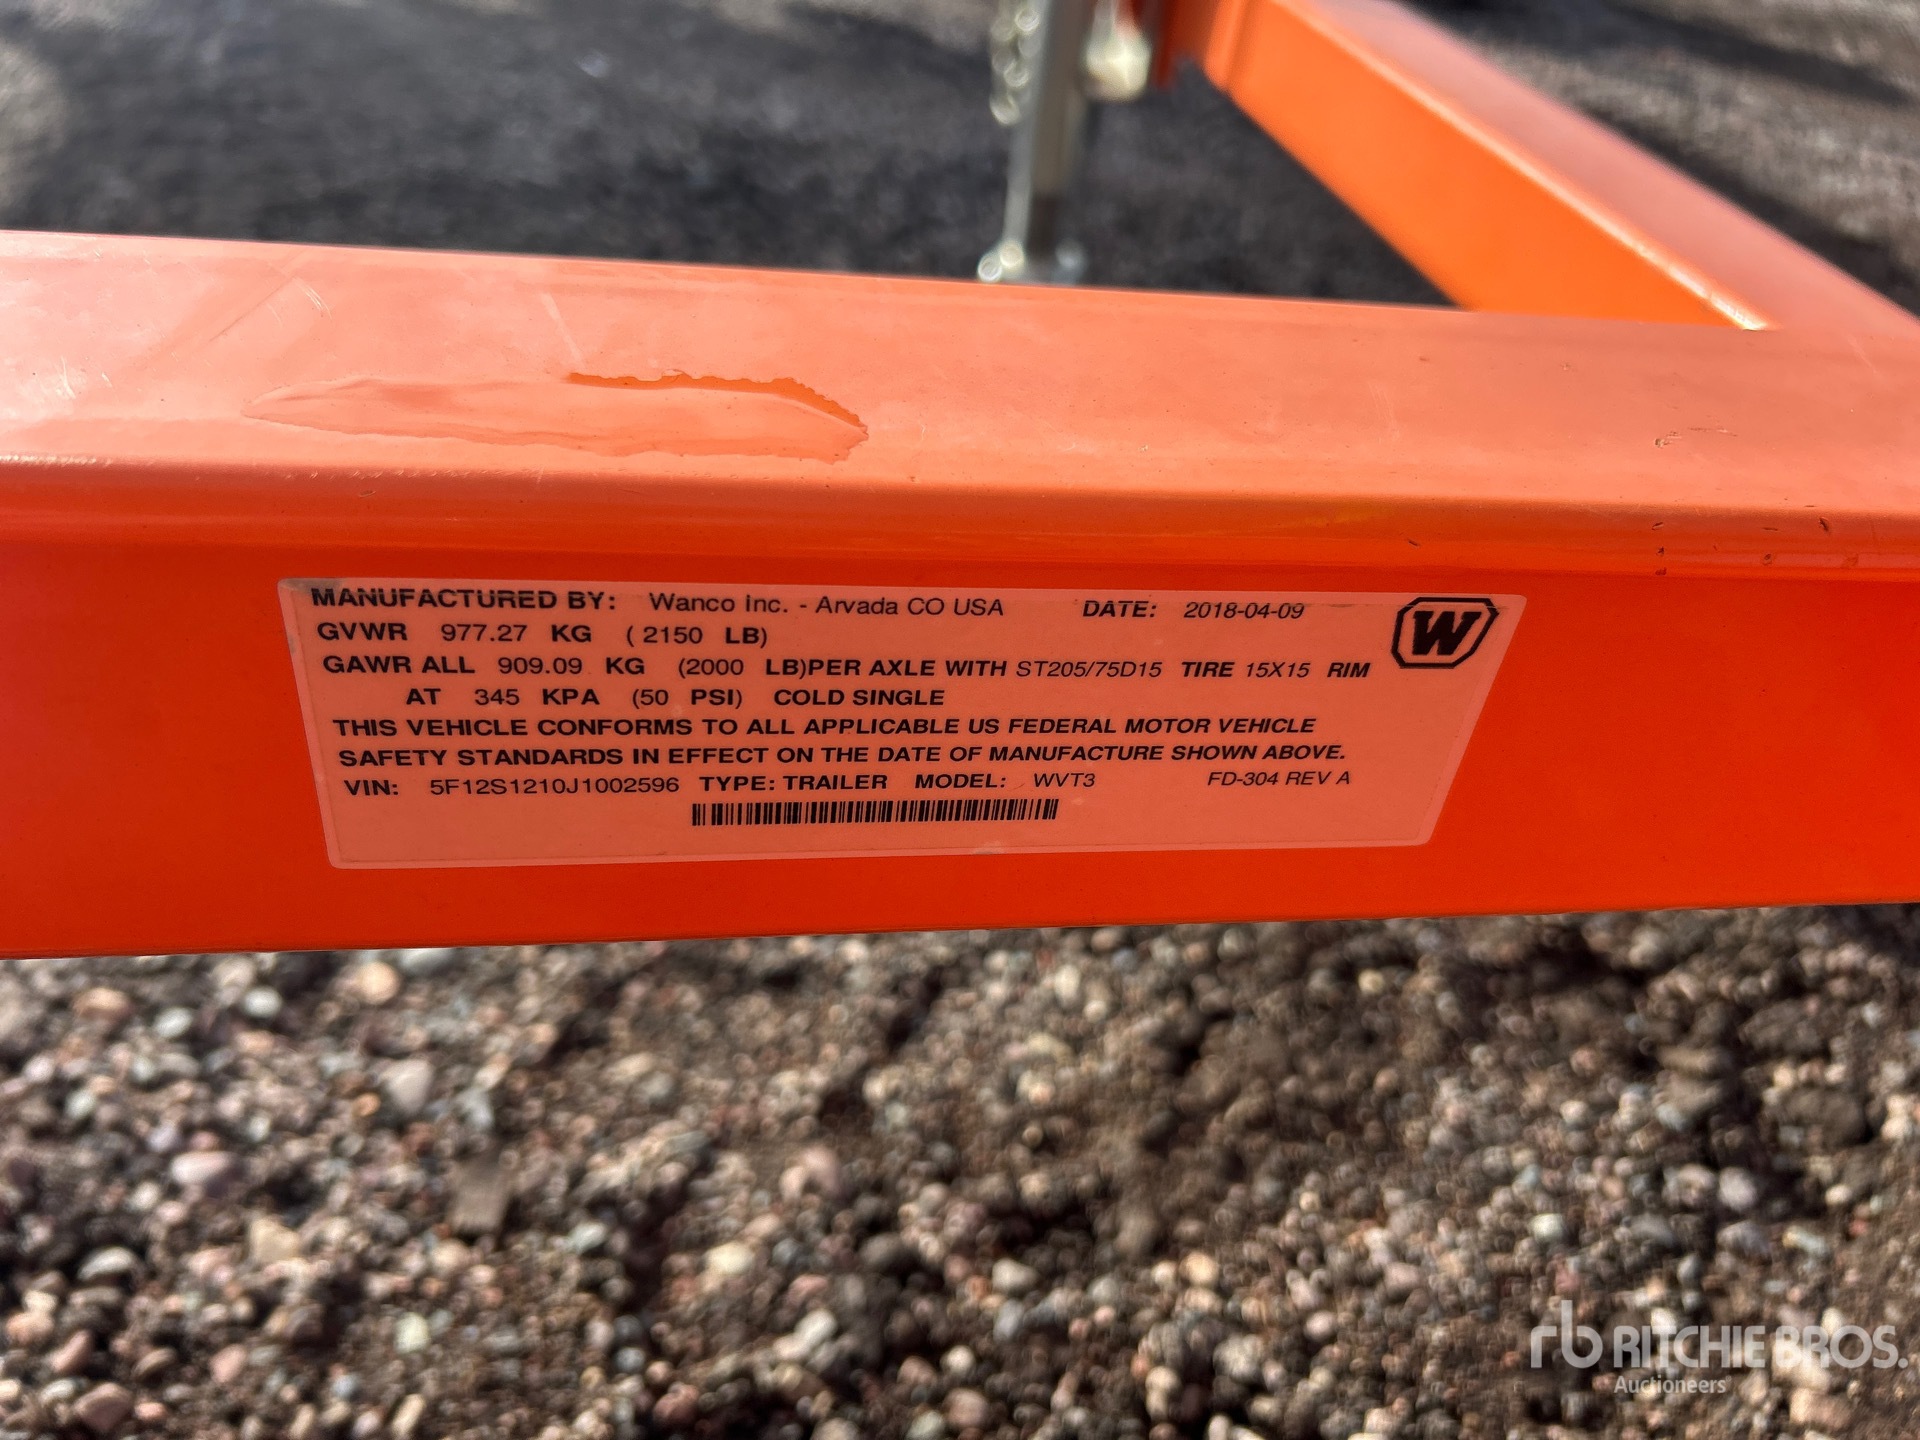 MANUFACTURED BY: Wanco Inc. - Arvada CO USA DATE: 2018-04-09
W
GVWR 977.27 KG ( 2150 LB)
GAWR ALL 909.09 KG (2000 LB)PER AXLE WITH ST205/75D15 TIRE 15X15 RIM
AT 345 KPA (50 PSI) COLD SINGLE
THIS VEHICLE CONFORMS TO ALL APPLICABLE US FEDERAL MOTOR VEHICLE
SAFETY STANDARDS IN EFFECT ON THE DATE OF MANUFACTURE SHOWN ABOVE.
VIN: 5F12S1210J1002596 TYPE: TRAILER MODEL: WVT3 FD-304 REV A
rb RITCHIE BROS.
Auctioneers